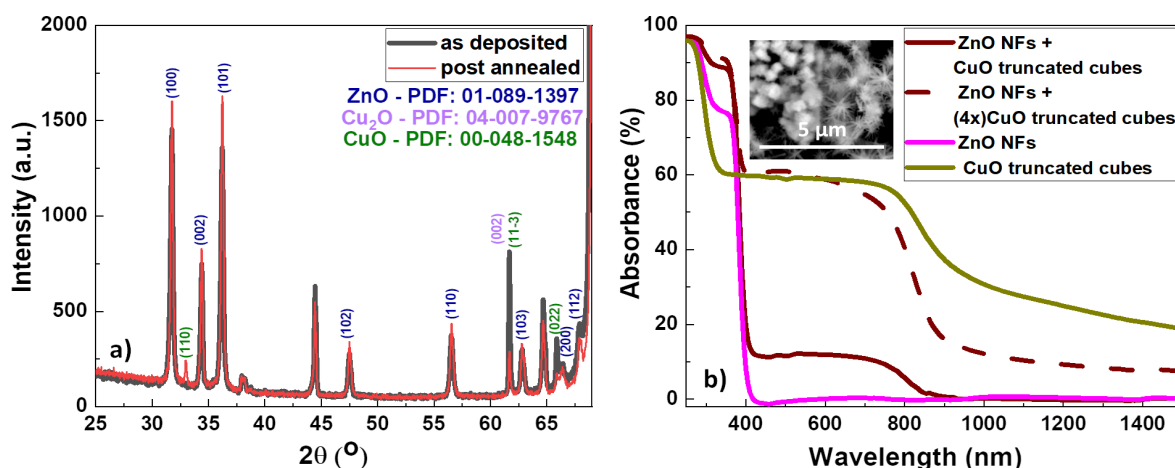 2000
1500
1000
500
0
Intensity (a.u.)
25 31 35 40 45 51 55 60 65
2θ (O)
as deposited
post annealed
ZnO - PDF: 01-089-1397
Cu2O - PDF: 04-007-9767
CuO - PDF: 00-048-1548
(100)
(110)
(002)
(101)
(102)
(110)
(002)
(11-3)
(103)
(022)
(200)
(112)
a)
100
80
60
40
20
0
Absorbance (%)
400 600 800 1000 1200 1400
Wavelength (nm)
ZnO NFs +
CuO truncated cubes
ZnO NFs +
(4x)CuO truncated cubes
ZnO NFs
CuO truncated cubes
5 µm
b)